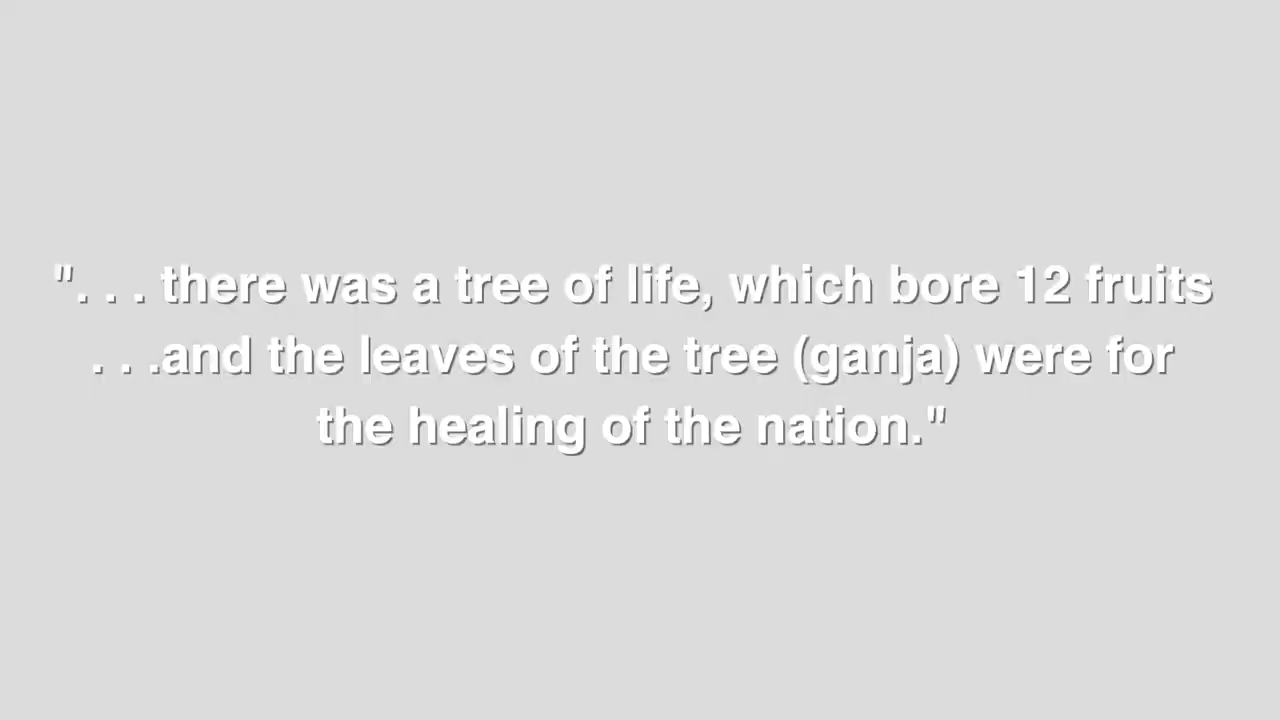 ". . . there was a tree of life, which bore 12 fruits
. . .and the leaves of the tree (ganja) were for
the healing of the nation."